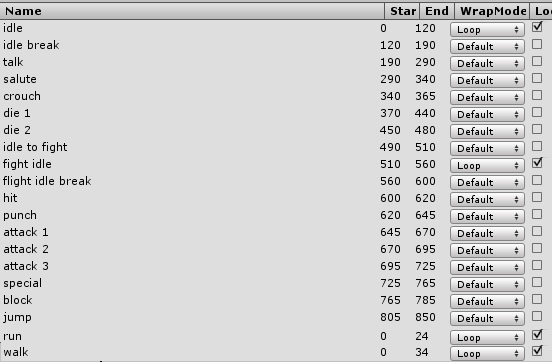 Name Star End WrapMode Loo
idle 0 120 Loop
idle break 120 190 Default
talk 190 290 Default
salute 290 340 Default
crouch 340 365 Default
die 1 370 440 Default
die 2 450 480 Default
idle to fight 490 510 Default
fight idle 510 560 Loop
flight idle break 560 600 Default
hit 600 620 Default
punch 620 645 Default
attack 1 645 670 Default
attack 2 670 695 Default
attack 3 695 725 Default
special 725 765 Default
block 765 785 Default
jump 805 850 Default
run 0 24 Loop
walk 0 34 Loop